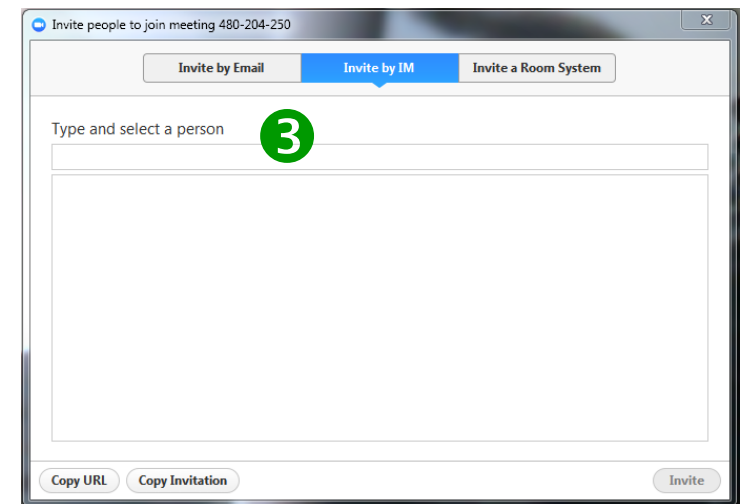 Invite people to join meeting 480-204-250
X
Invite by Email Invite by IM Invite a Room System
Type and select a person
3
Copy URL Copy Invitation Invite